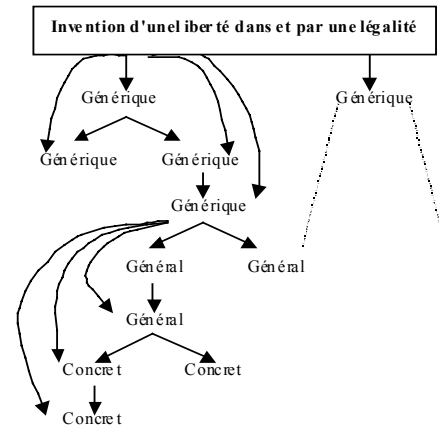 Invention d'une liberté dans et par une légalité
Générique Générique
Générique Générique
Générique
Général Général
Général
Concret Concret
Concret